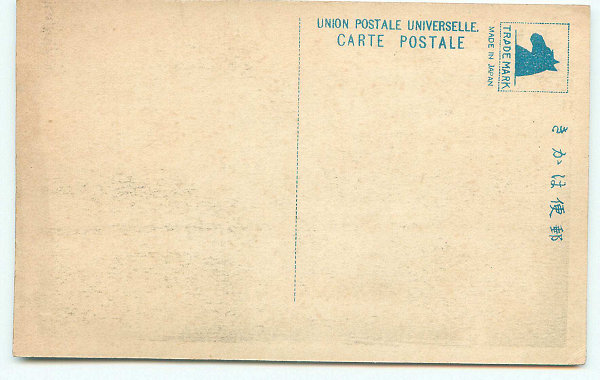 UNION POSTALE UNIVERSELLE.
CARTE POSTALE
TRADE MARK
MADE IN JAPAN
郵便はかき